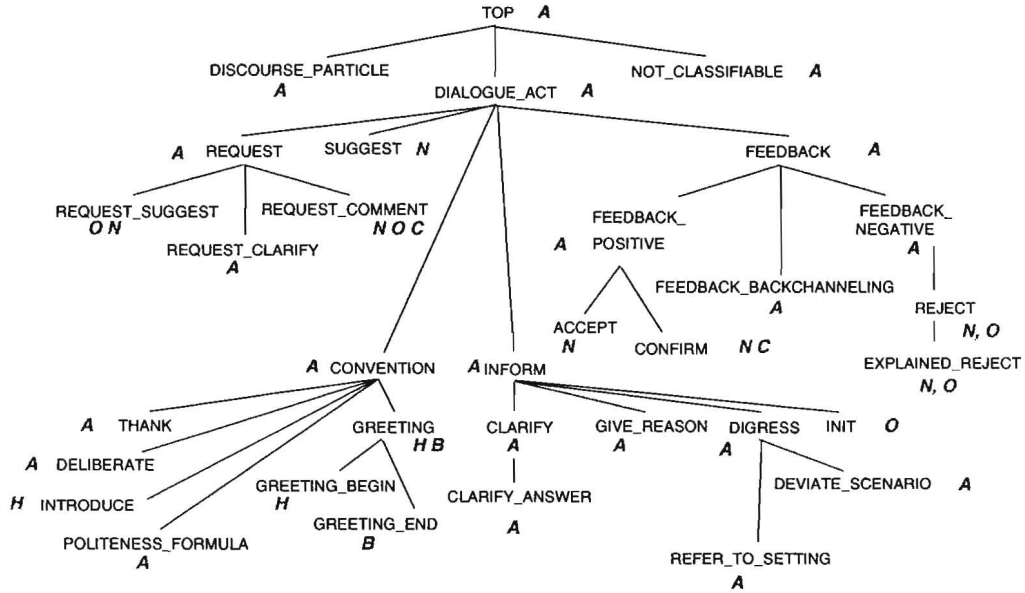 TOP A
DISCOURSE_PARTICLE
A
NOT_CLASSIFIABLE A
DIALOGUE_ACT A
A REQUEST
SUGGEST N
FEEDBACK A
REQUEST_SUGGEST
O N
REQUEST_COMMENT
N O C
REQUEST_CLARIFY
A
FEEDBACK_
A POSITIVE
FEEDBACK_
NEGATIVE
A
FEEDBACK_BACKCHANNELING
A
REJECT
N, O
ACCEPT
N
CONFIRM N C
EXPLAINED_REJECT
N, O
A CONVENTION
A INFORM
A THANK
GREETING
H B
CLARIFY
A
GIVE_REASON
A
DIGRESS
A
INIT O
A DELIBERATE
GREETING_BEGIN
H
CLARIFY_ANSWER
A
DEVIATE_SCENARIO A
H INTRODUCE
GREETING_END
B
POLITENESS_FORMULA
A
REFER_TO_SETTING
A